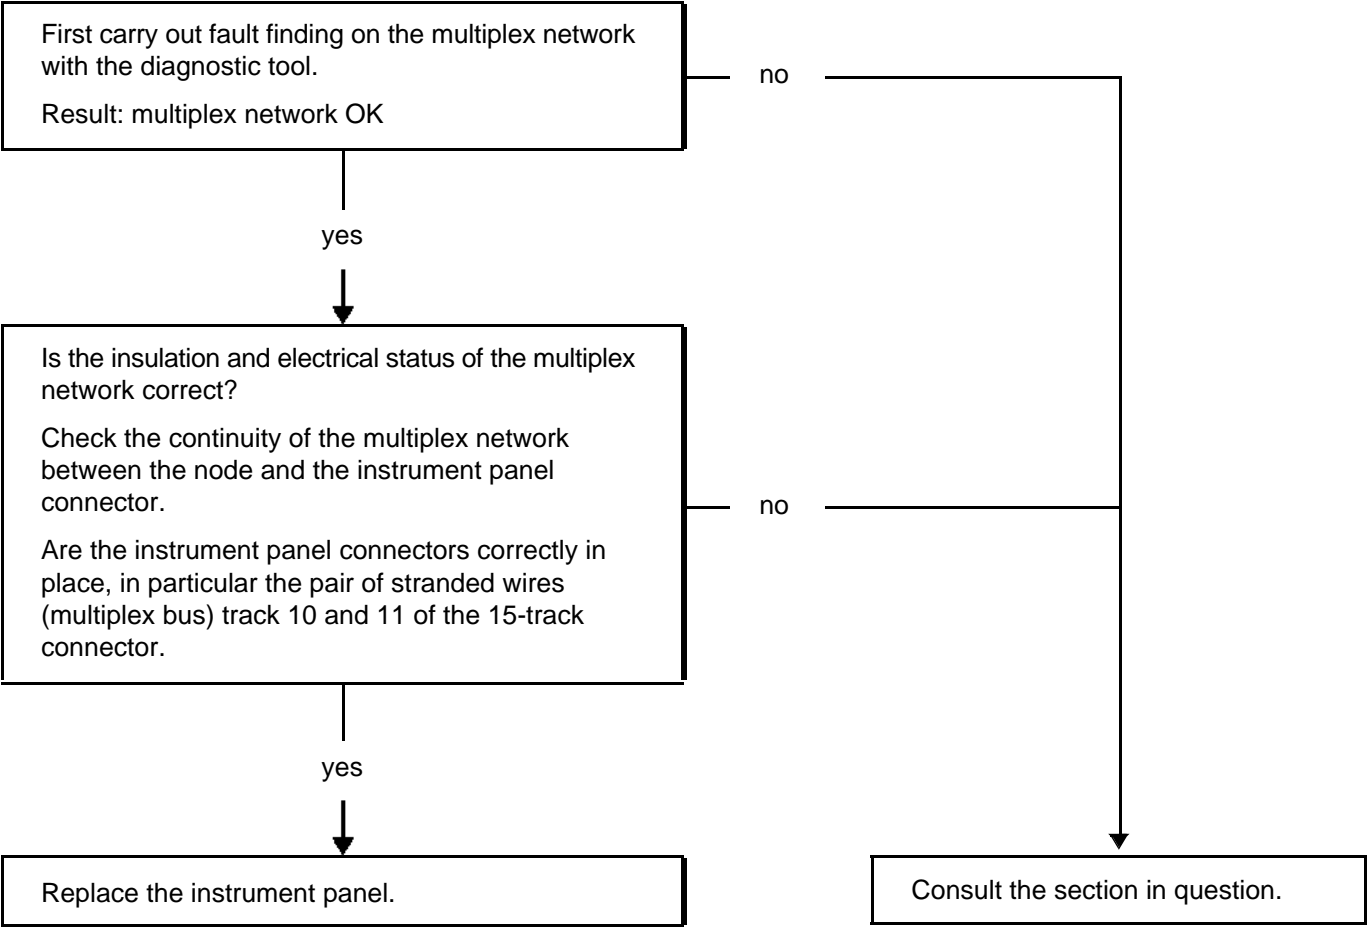 First carry out fault finding on the multiplex network
with the diagnostic tool.
Result: multiplex network OK
no
yes
Is the insulation and electrical status of the multiplex
network correct?
Check the continuity of the multiplex network
between the node and the instrument panel
connector.
Are the instrument panel connectors correctly in
place, in particular the pair of stranded wires
(multiplex bus) track 10 and 11 of the 15-track
connector.
no
yes
Replace the instrument panel.
Consult the section in question.